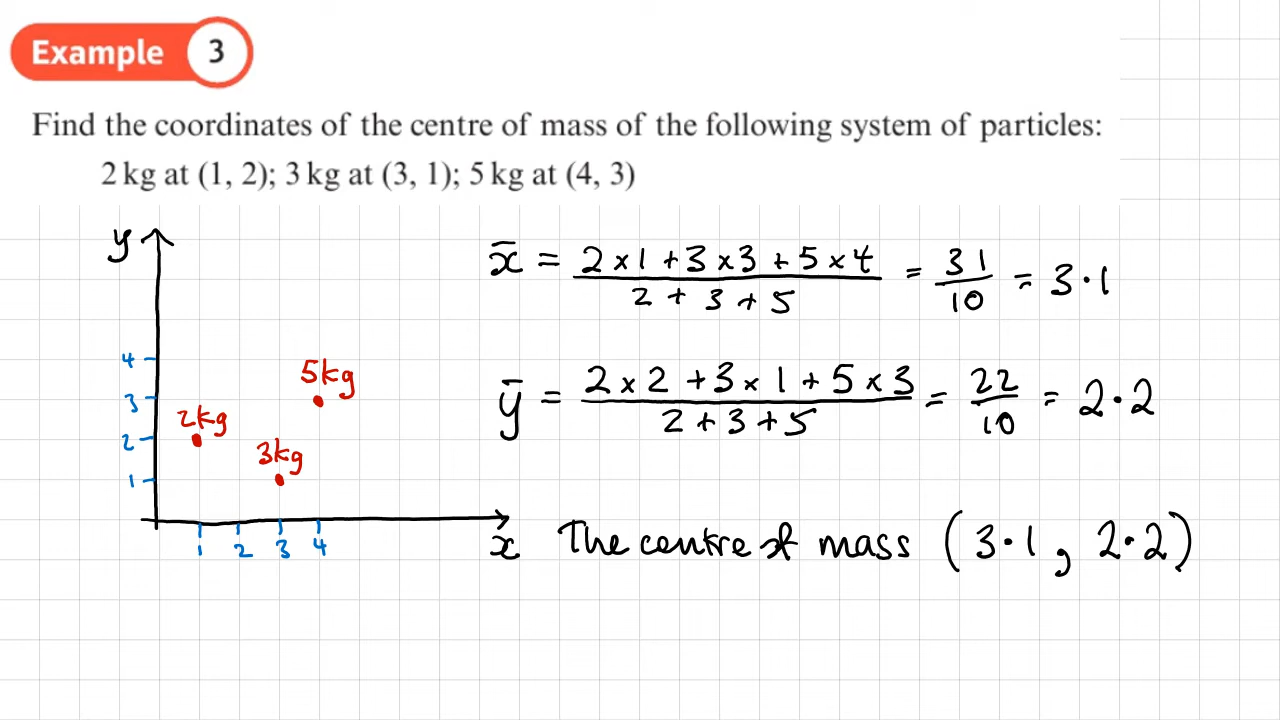 Example 3
Find the coordinates of the centre of mass of the following system of particles:
2 kg at (1, 2); 3 kg at (3, 1); 5 kg at (4, 3)
y
4
3
2
1
5kg
2kg
3kg
1 2 3 4
x
x̄ = (2 × 1 + 3 × 3 + 5 × 4)/(2 + 3 + 5) = 31/10 = 3·1
ȳ = (2 × 2 + 3 × 1 + 5 × 3)/(2 + 3 + 5) = 22/10 = 2·2
The centre of mass (3·1, 2·2)